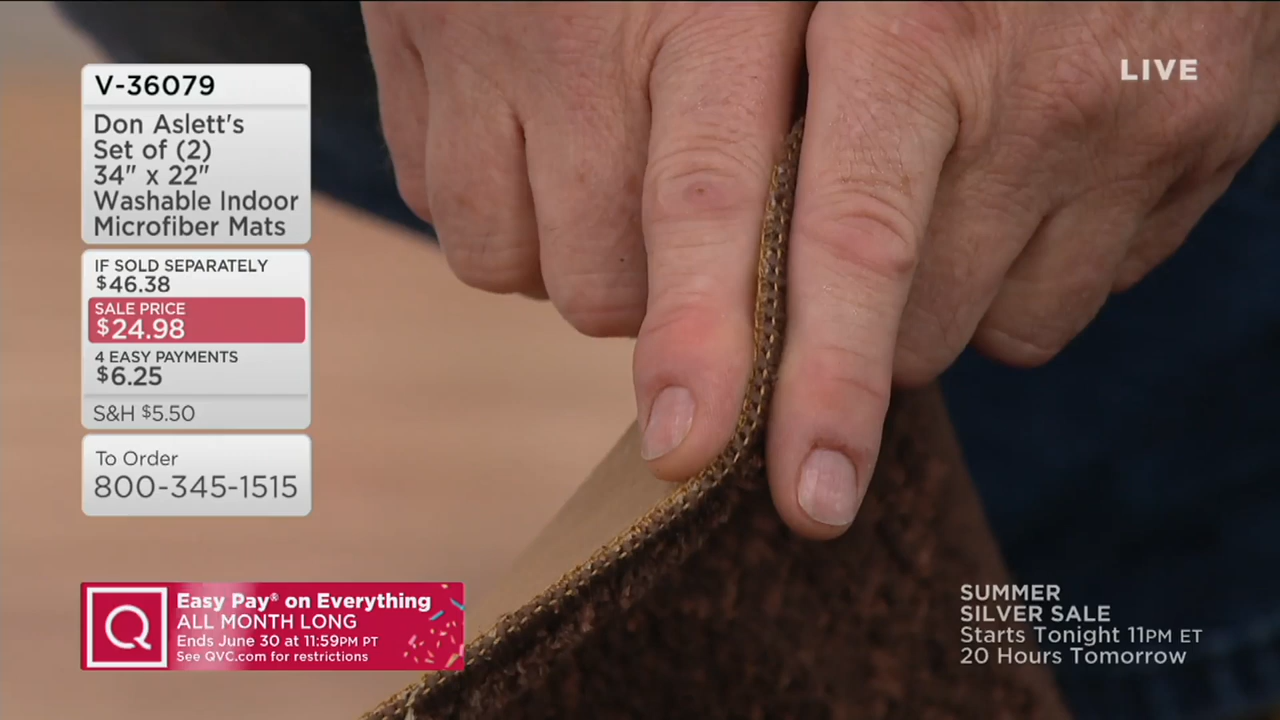 V-36079
Don Aslett's
Set of (2)
34" x 22"
Washable Indoor
Microfiber Mats
IF SOLD SEPARATELY
$46.38
SALE PRICE
$24.98
4 EASY PAYMENTS
$6.25
S&H $5.50
To Order
800-345-1515
Q
Easy Pay® on Everything
ALL MONTH LONG
Ends June 30 at 11:59PM PT
See QVC.com for restrictions
LIVE
SUMMER
SILVER SALE
Starts Tonight 11PM ET
20 Hours Tomorrow